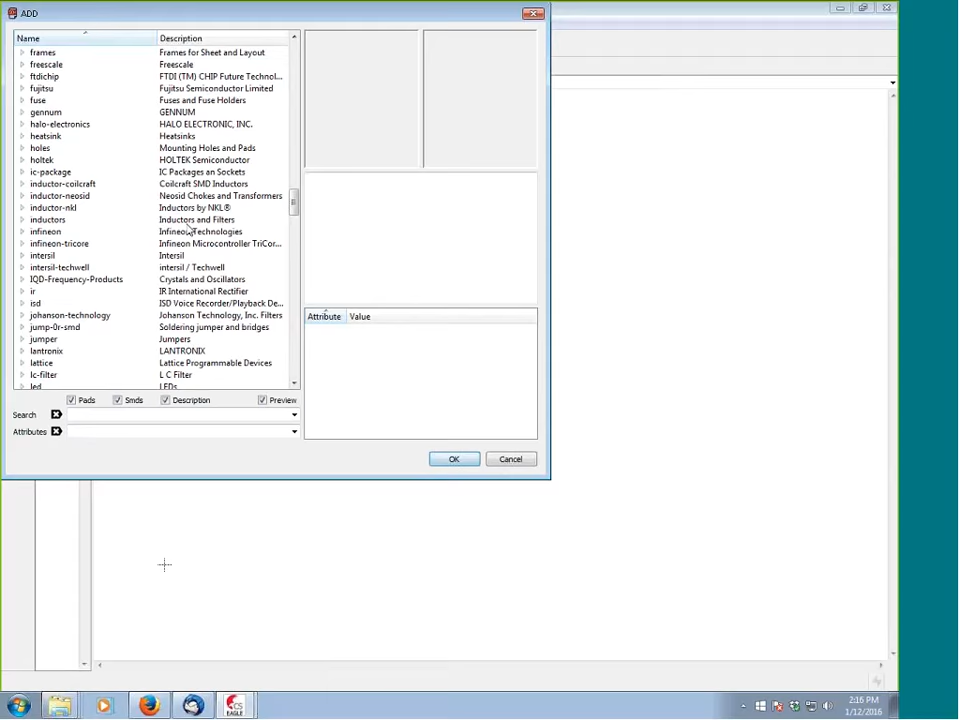 ADD
Name Description
frames Frames for Sheet and Layout
freescale Freescale
ftdichip FTDI (TM) CHIP Future Technol...
fujitsu Fujitsu Semiconductor Limited
fuse Fuses and Fuse Holders
gennum GENNUM
halo-electronics HALO ELECTRONIC, INC.
heatsink Heatsinks
holes Mounting Holes and Pads
holtek HOLTEK Semiconductor
ic-package IC Packages an Sockets
inductor-coilcraft Coilcraft SMD Inductors
inductor-neosid Neosid Chokes and Transformers
inductor-nkl Inductors by NKL®
inductors Inductors and Filters
infineon Infineon Technologies
infineon-tricore Infineon Microcontroller TriCor...
intersil Intersil
intersil-techwell intersil / Techwell
IQD-Frequency-Products Crystals and Oscillators
ir IR International Rectifier
isd ISD Voice Recorder/Playback De...
johanson-technology Johanson Technology, Inc. Filters
jump-0r-smd Soldering jumper and bridges
jumper Jumpers
lantronix LANTRONIX
lattice Lattice Programmable Devices
lc-filter L C Filter
led LEDs
Attribute Value
Pads Smds Description Preview
Search
Attributes
OK Cancel
CS
EAGLE
2:16 PM
1/12/2016